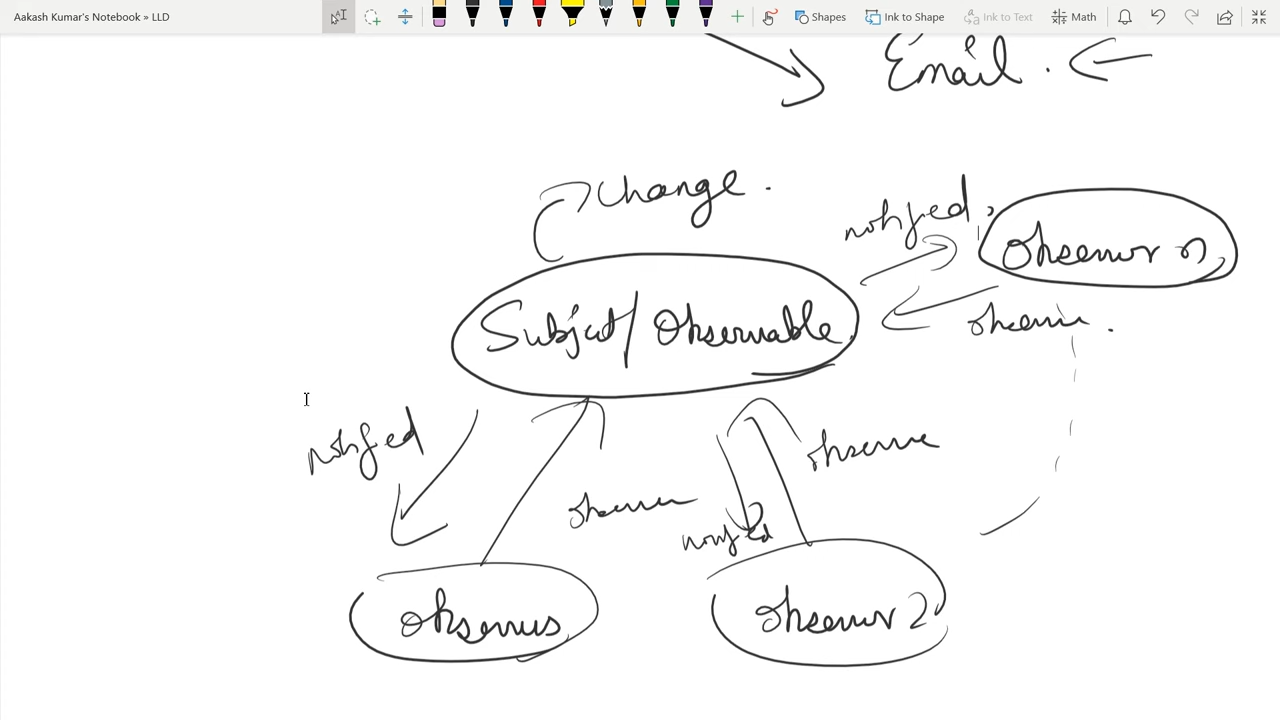 Aakash Kumar's Notebook » LLD
Shapes Ink to Shape Ink to Text Math
Email.
Change.
notified,
Observer n
Subject/Observable
observe.
notified
observe
observe
notified
Observer
Observer 2